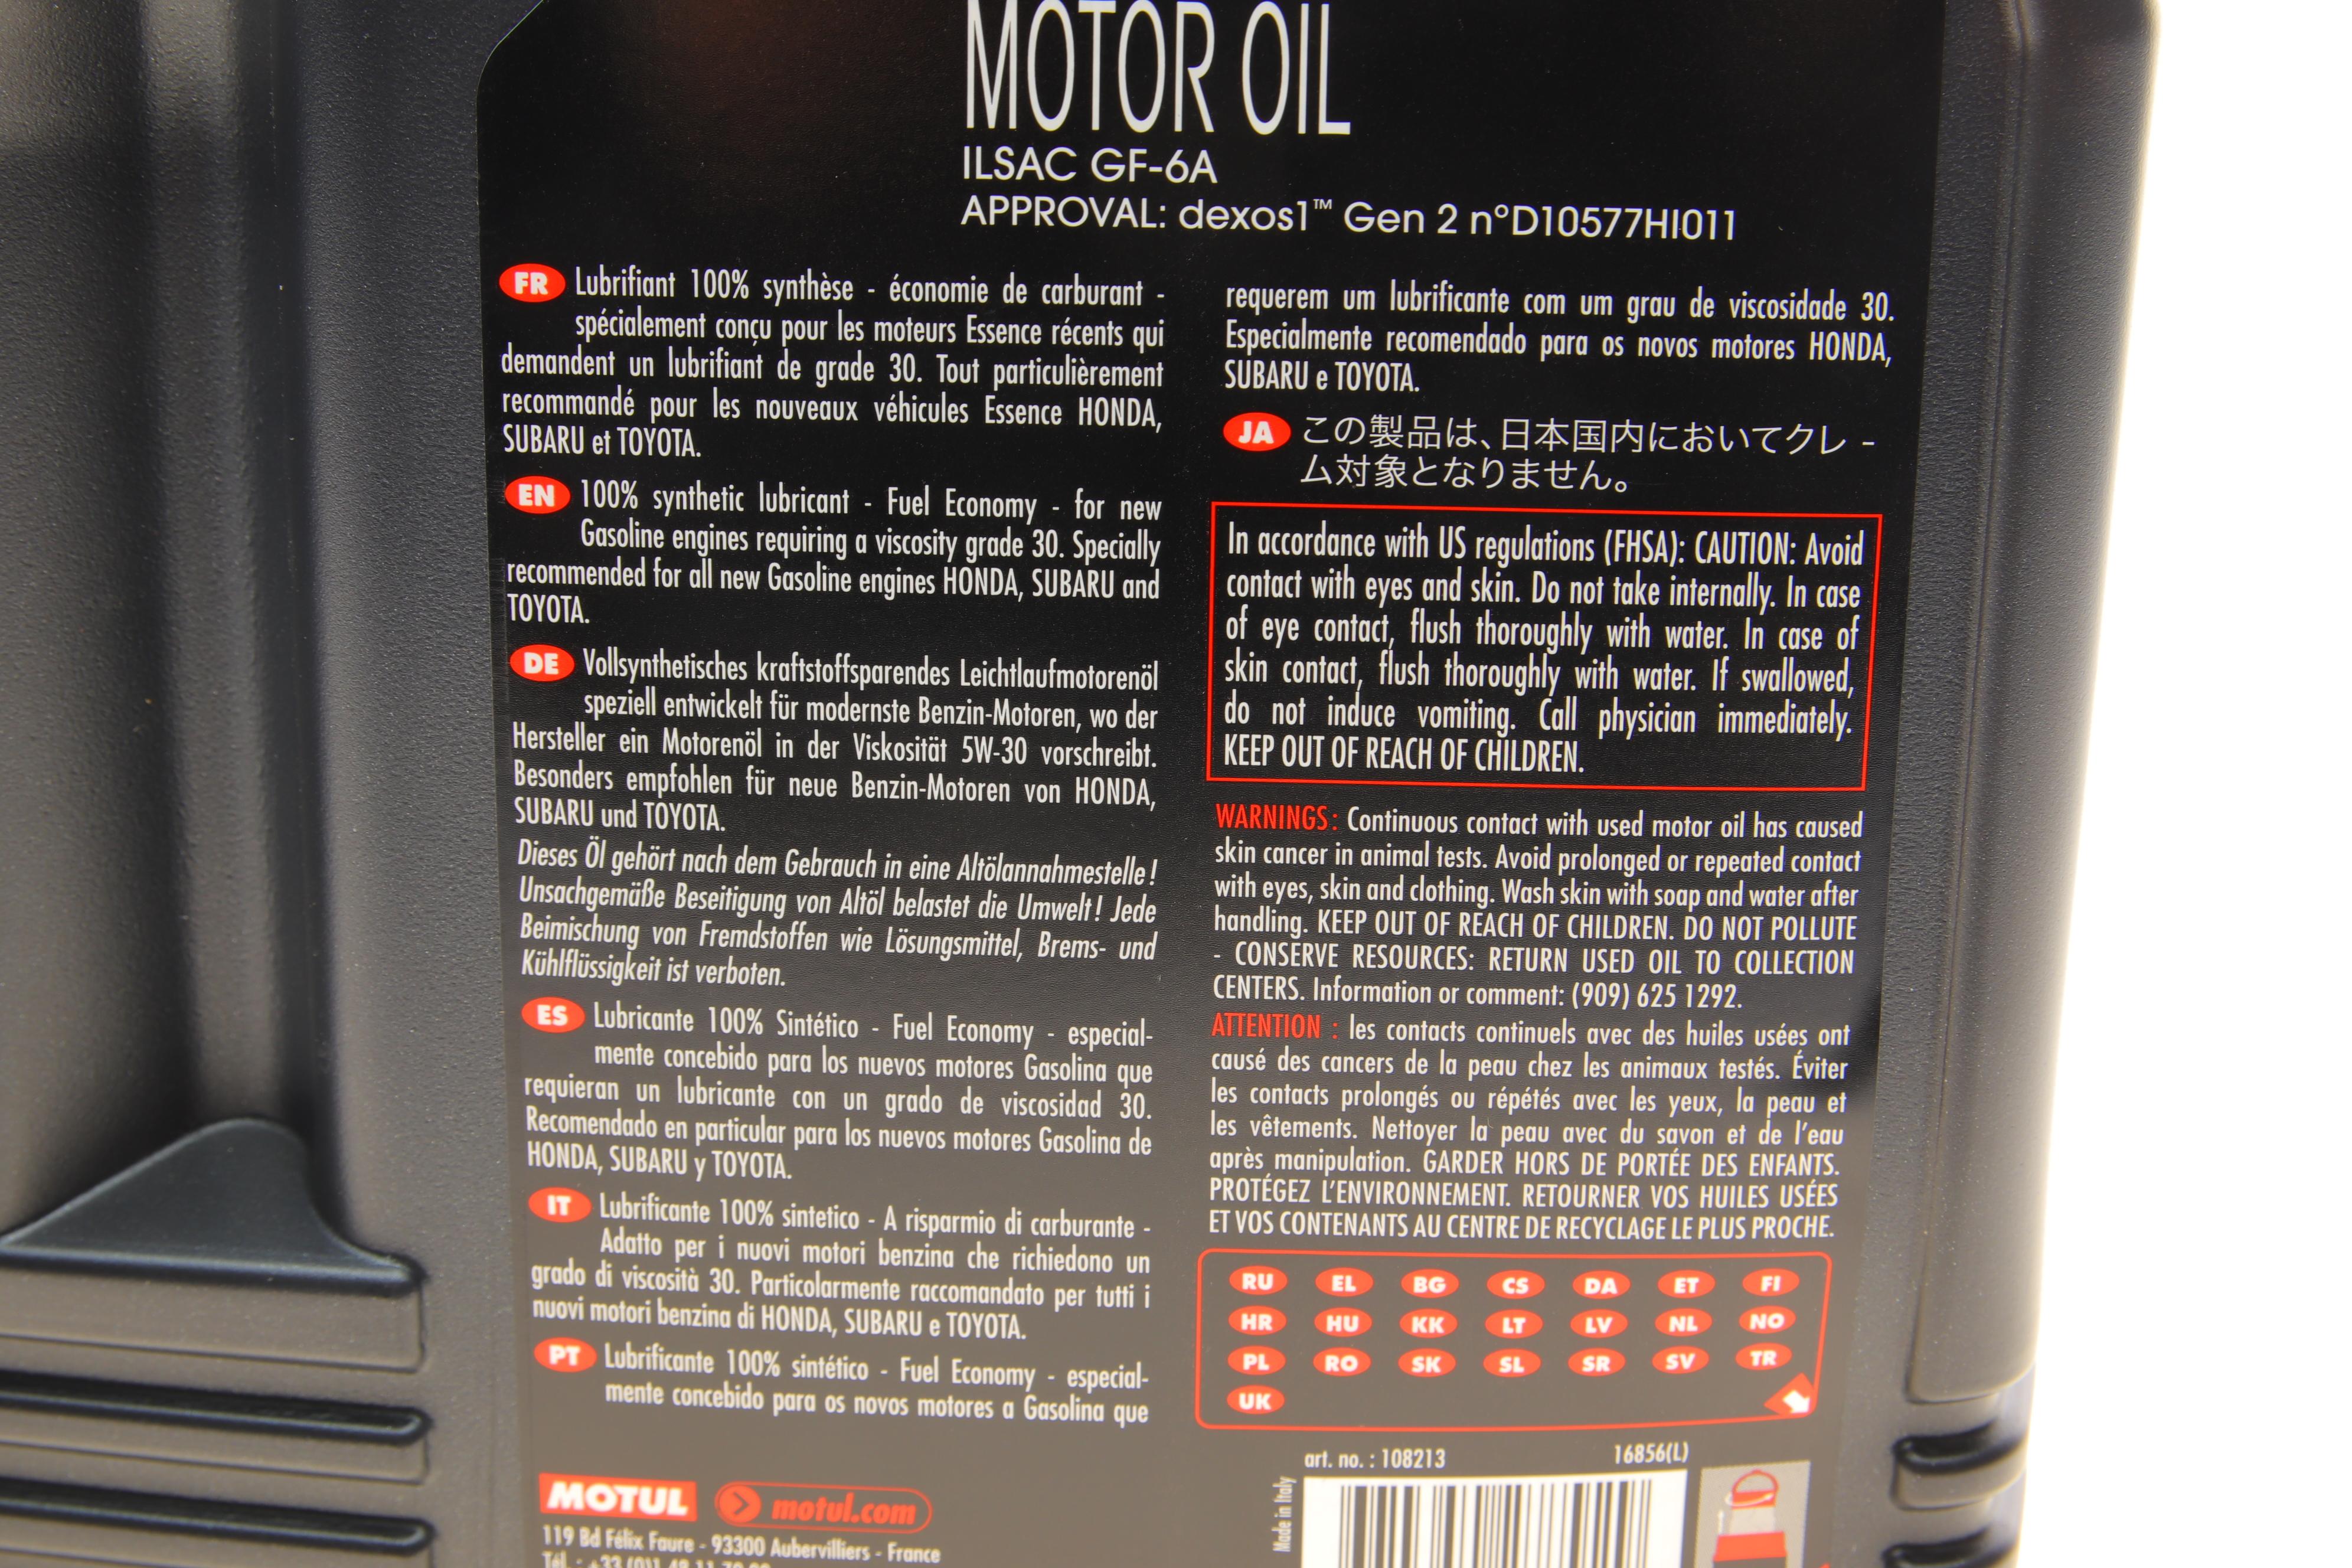 MOTOR OIL
ILSAC GF-6A
APPROVAL: dexos1™ Gen 2 n°D10577HI011
FR Lubrifiant 100% synthèse - économie de carburant -
spécialement conçu pour les moteurs Essence récents qui
demandent un lubrifiant de grade 30. Tout particulièrement
recommandé pour les nouveaux véhicules Essence HONDA,
SUBARU et TOYOTA.
EN 100% synthetic lubricant - Fuel Economy - for new
Gasoline engines requiring a viscosity grade 30. Specially
recommended for all new Gasoline engines HONDA, SUBARU and
TOYOTA.
DE Vollsynthetisches kraftstoffsparendes Leichtlaufmotorenöl
speziell entwickelt für modernste Benzin-Motoren, wo der
Hersteller ein Motorenöl in der Viskosität 5W-30 vorschreibt.
Besonders empfohlen für neue Benzin-Motoren von HONDA,
SUBARU und TOYOTA.
Dieses Öl gehört nach dem Gebrauch in eine Altölannahmestelle !
Unsachgemäße Beseitigung von Altöl belastet die Umwelt ! Jede
Beimischung von Fremdstoffen wie Lösungsmittel, Brems- und
Kühlflüssigkeit ist verboten.
ES Lubricante 100% Sintético - Fuel Economy - especial-
mente concebido para los nuevos motores Gasolina que
requieran un lubricante con un grado de viscosidad 30.
Recomendado en particular para los nuevos motores Gasolina de
HONDA, SUBARU y TOYOTA.
IT Lubrificante 100% sintetico - A risparmio di carburante -
Adatto per i nuovi motori benzina che richiedono un
grado di viscosità 30. Particolarmente raccomandato per tutti i
nuovi motori benzina di HONDA, SUBARU e TOYOTA.
PT Lubrificante 100% sintético - Fuel Economy - especial-
mente concebido para os novos motores a Gasolina que
requerem um lubrificante com um grau de viscosidade 30.
Especialmente recomendado para os novos motores HONDA,
SUBARU e TOYOTA.
JA この製品は、日本国内においてクレ -
ム対象となりません。
In accordance with US regulations (FHSA): CAUTION: Avoid
contact with eyes and skin. Do not take internally. In case
of eye contact, flush thoroughly with water. In case of
skin contact, flush thoroughly with water. If swallowed,
do not induce vomiting. Call physician immediately.
KEEP OUT OF REACH OF CHILDREN.
WARNINGS: Continuous contact with used motor oil has caused
skin cancer in animal tests. Avoid prolonged or repeated contact
with eyes, skin and clothing. Wash skin with soap and water after
handling. KEEP OUT OF REACH OF CHILDREN. DO NOT POLLUTE
- CONSERVE RESOURCES: RETURN USED OIL TO COLLECTION
CENTERS. Information or comment: (909) 625 1292.
ATTENTION : les contacts continuels avec des huiles usées ont
causé des cancers de la peau chez les animaux testés. Éviter
les contacts prolongés ou répétés avec les yeux, la peau et
les vêtements. Nettoyer la peau avec du savon et de l'eau
après manipulation. GARDER HORS DE PORTÉE DES ENFANTS.
PROTÉGEZ L'ENVIRONNEMENT. RETOURNER VOS HUILES USÉES
ET VOS CONTENANTS AU CENTRE DE RECYCLAGE LE PLUS PROCHE.
RU EL BG CS DA ET FI
HR HU KK LT LV NL NO
PL RO SK SL SR SV TR
UK
art. no. : 108213 16856(L)
Made in Italy
MOTUL motul.com
119 Bd Félix Faure - 93300 Aubervilliers - France